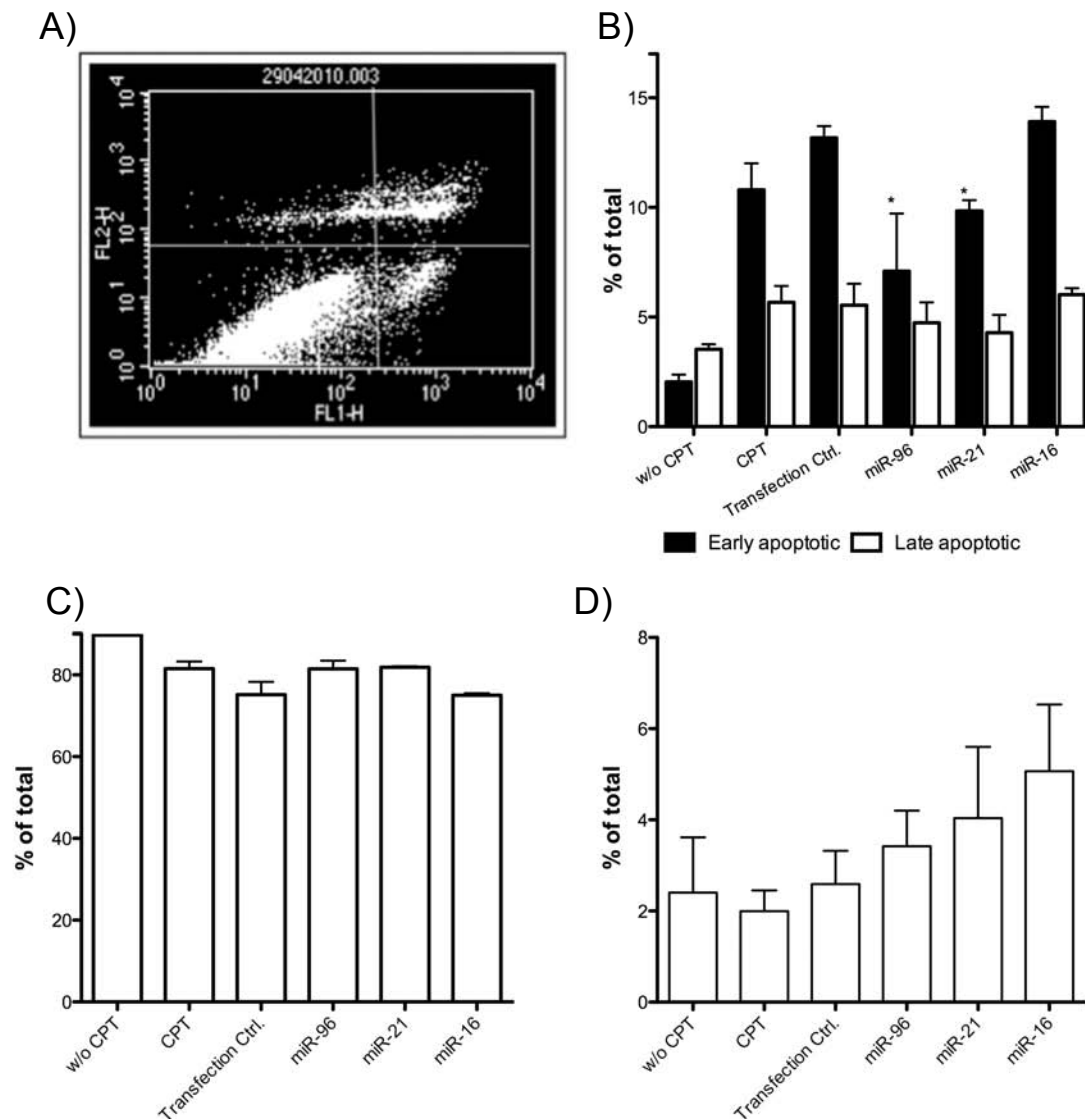 A)
29042010.003
10^4
10^3
10^2
10^1
10^0
FL2-H
10^0 10^1 10^2 10^3 10^4
FL1-H
B)
15
10
5
0
% of total
* *
w/o CPT CPT Transfection Ctrl. miR-96 miR-21 miR-16
Early apoptotic Late apoptotic
C)
80
60
40
20
0
% of total
w/o CPT CPT Transfection Ctrl. miR-96 miR-21 miR-16
D)
8
6
4
2
0
% of total
w/o CPT CPT Transfection Ctrl. miR-96 miR-21 miR-16